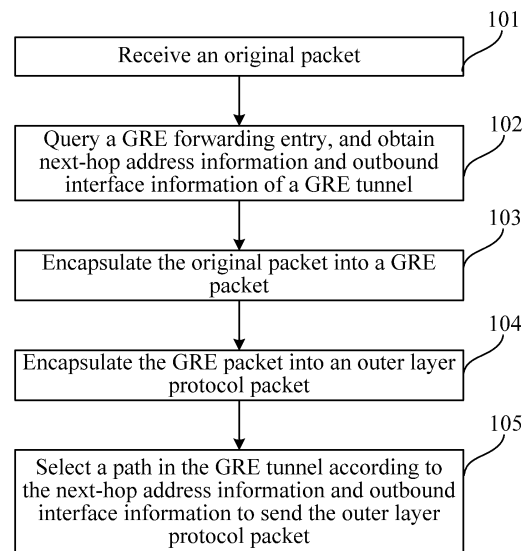 101
Receive an original packet
102
Query a GRE forwarding entry, and obtain
next-hop address information and outbound
interface information of a GRE tunnel
103
Encapsulate the original packet into a GRE
packet
104
Encapsulate the GRE packet into an outer layer
protocol packet
105
Select a path in the GRE tunnel according to
the next-hop address information and outbound
interface information to send the outer layer
protocol packet